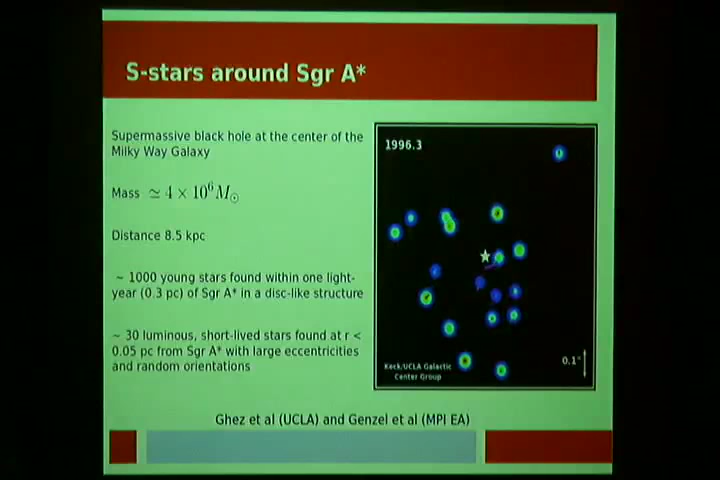 S-stars around Sgr A*
Supermassive black hole at the center of the
Milky Way Galaxy
Mass ≃ 4 × 10⁶ M☉
Distance 8.5 kpc
~ 1000 young stars found within one light-
year (0.3 pc) of Sgr A* in a disc-like structure
~ 30 luminous, short-lived stars found at r <
0.05 pc from Sgr A* with large eccentricities
and random orientations
1996.3
Keck/UCLA Galactic
Center Group
0.1"
Ghez et al (UCLA) and Genzel et al (MPI EA)